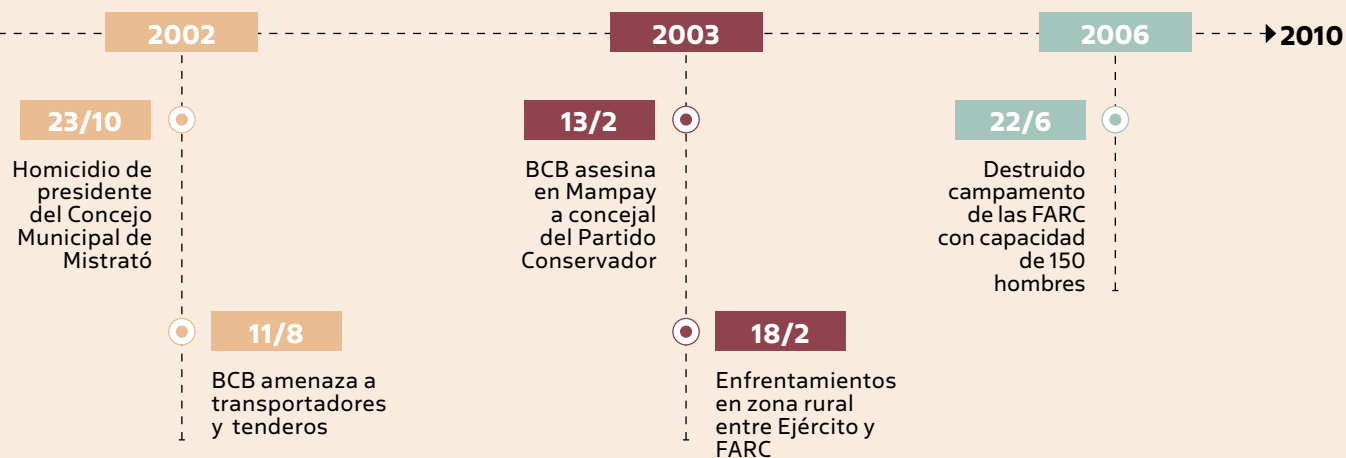 2002
23/10
Homicidio de
presidente
del Concejo
Municipal de
Mistrató
11/8
BCB amenaza a
transportadores
y tenderos
2003
13/2
BCB asesina
en Mampay
a concejal
del Partido
Conservador
18/2
Enfrentamientos
en zona rural
entre Ejército y
FARC
2006
22/6
Destruido
campamento
de las FARC
con capacidad
de 150
hombres
2010